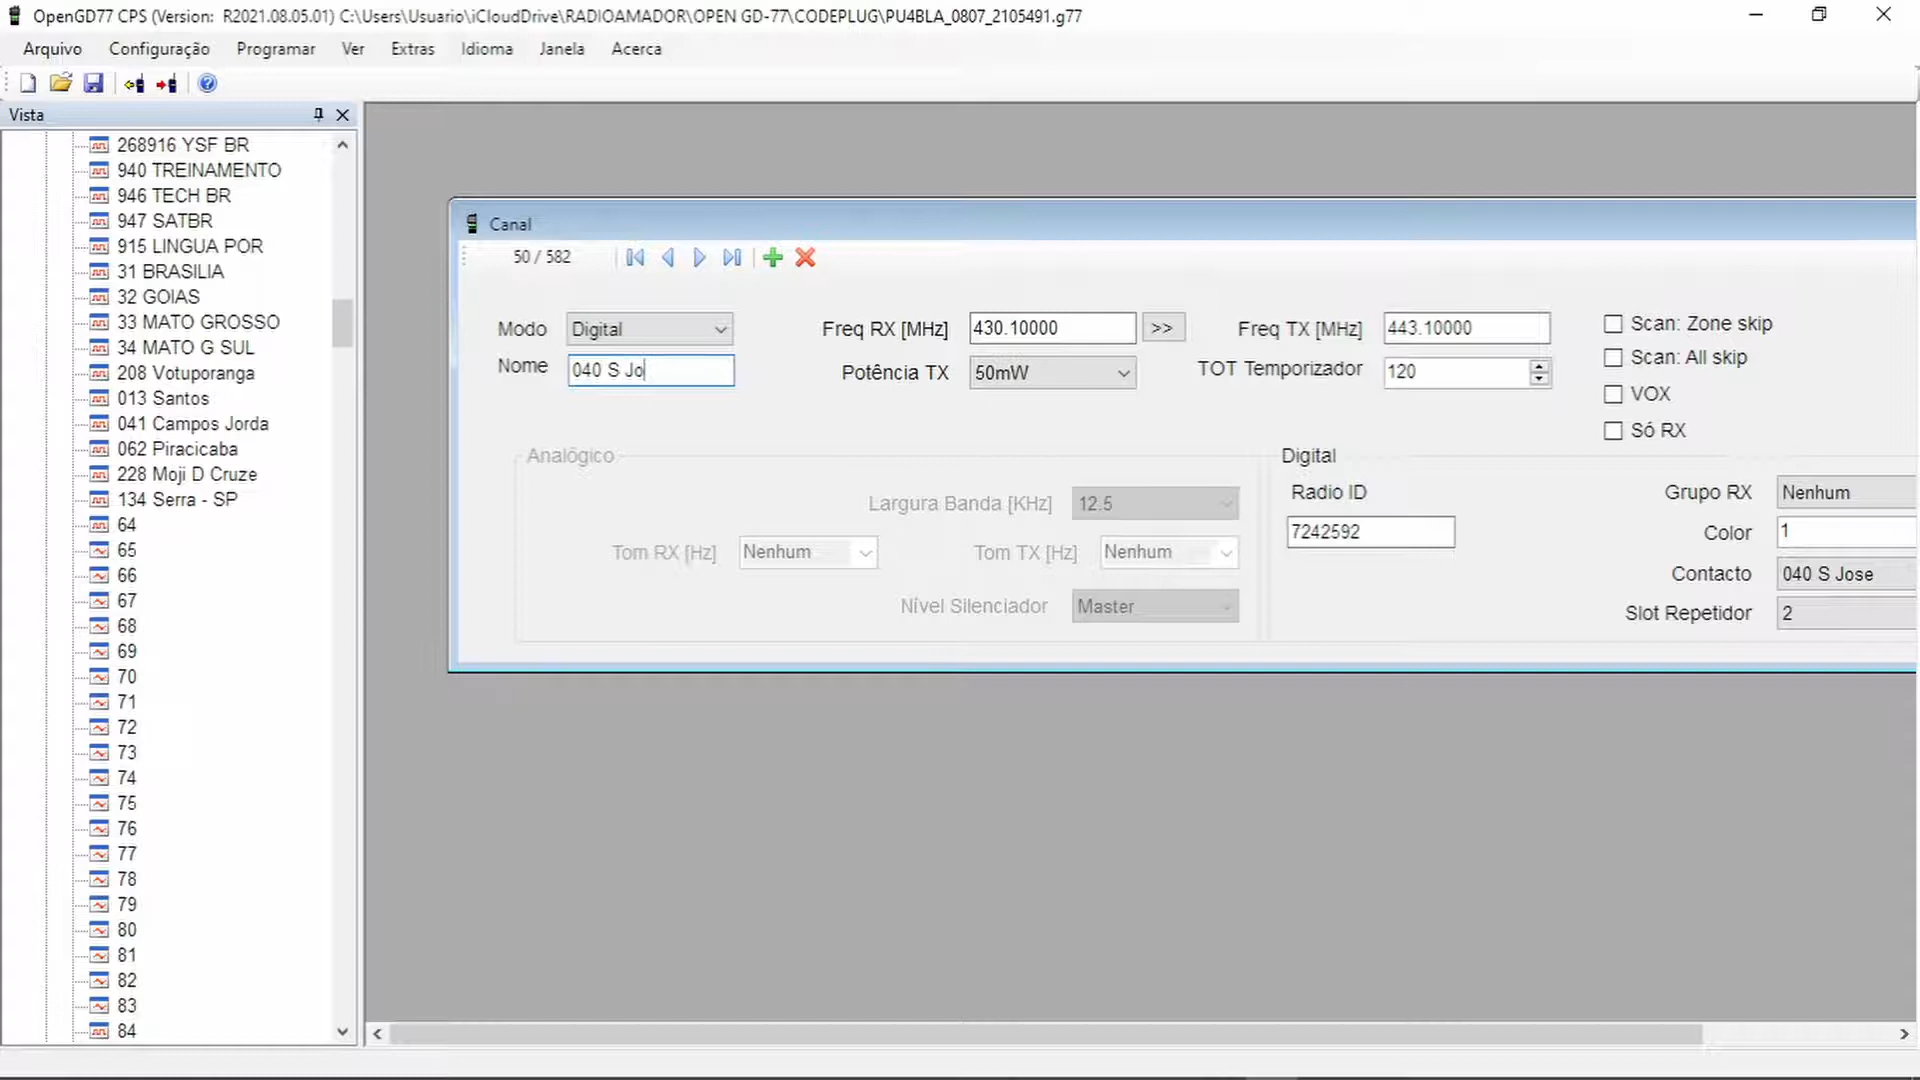 OpenGD77 CPS (Version: R2021.08.05.01) C:\Users\Usuario\iCloudDrive\RADIOAMADOR\OPEN GD-77\CODEPLUG\PU4BLA_0807_2105491.g77
Arquivo Configuração Programar Ver Extras Idioma Janela Acerca
Vista
268916 YSF BR
940 TREINAMENTO
946 TECH BR
947 SATBR
915 LINGUA POR
31 BRASILIA
32 GOIAS
33 MATO GROSSO
34 MATO G SUL
208 Votuporanga
013 Santos
041 Campos Jorda
062 Piracicaba
228 Moji D Cruze
134 Serra - SP
64
65
66
67
68
69
70
71
72
73
74
75
76
77
78
79
80
81
82
83
84
Canal
50 / 582
Modo Digital Freq RX [MHz] 430.10000 >> Freq TX [MHz] 443.10000 Scan: Zone skip
Nome 040 S Jo Potência TX 50mW TOT Temporizador 120 Scan: All skip
VOX
Só RX
Analógico
Largura Banda [KHz] 12.5
Tom RX [Hz] Nenhum Tom TX [Hz] Nenhum
Nível Silenciador Master
Digital
Radio ID Grupo RX Nenhum
7242592 Color 1
Contacto 040 S Jose
Slot Repetidor 2